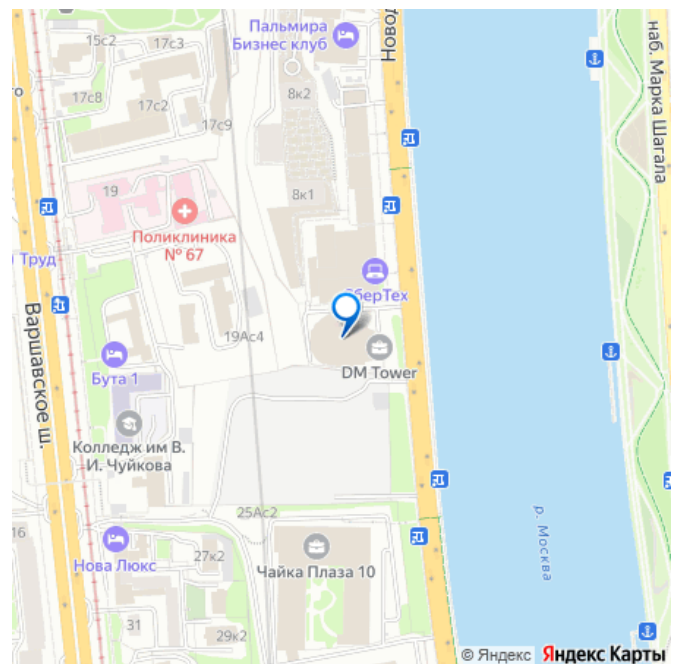 Пальмира
Бизнес клуб
Новод
15с2
17с3
наб. Марка Шагала
17с8
17с2
8к2
17с9
19
8к1
Поликлиника
№ 67
Труд
СберТех
Варшавское ш.
19Ас4
DM Tower
Бута 1
Колледж им В.
И. Чуйкова
25Ас2
16
р. Москва
Нова Люкс
27к2
Чайка Плаза 10
31
29к2
© Яндекс Яндекс Карты